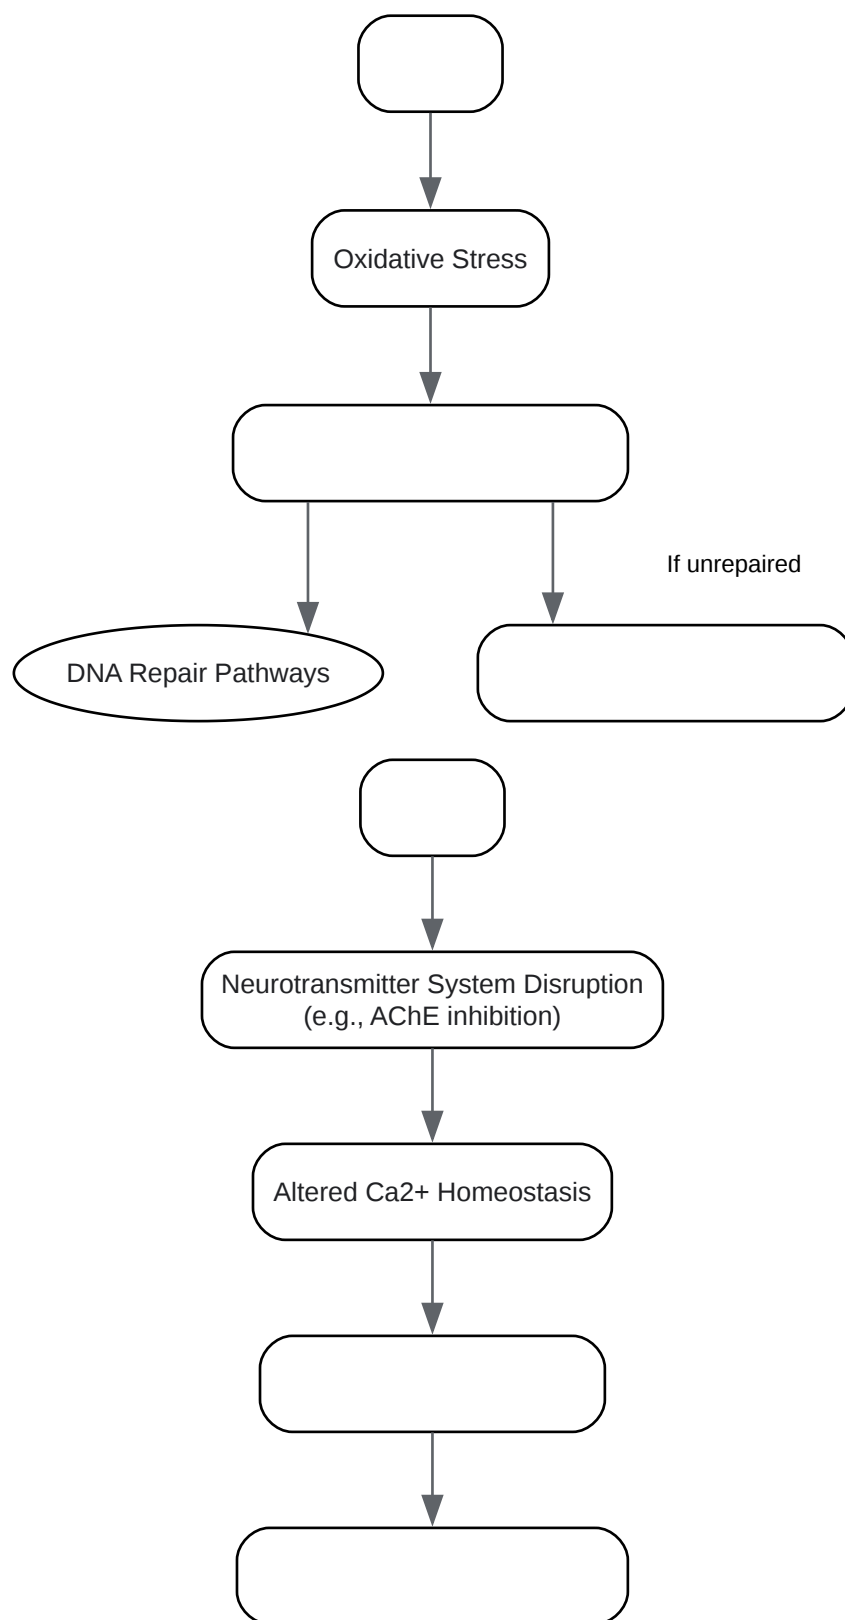 Oxidative Stress
If unrepaired
DNA Repair Pathways
Neurotransmitter System Disruption
(e.g., AChE inhibition)
Altered Ca2+ Homeostasis